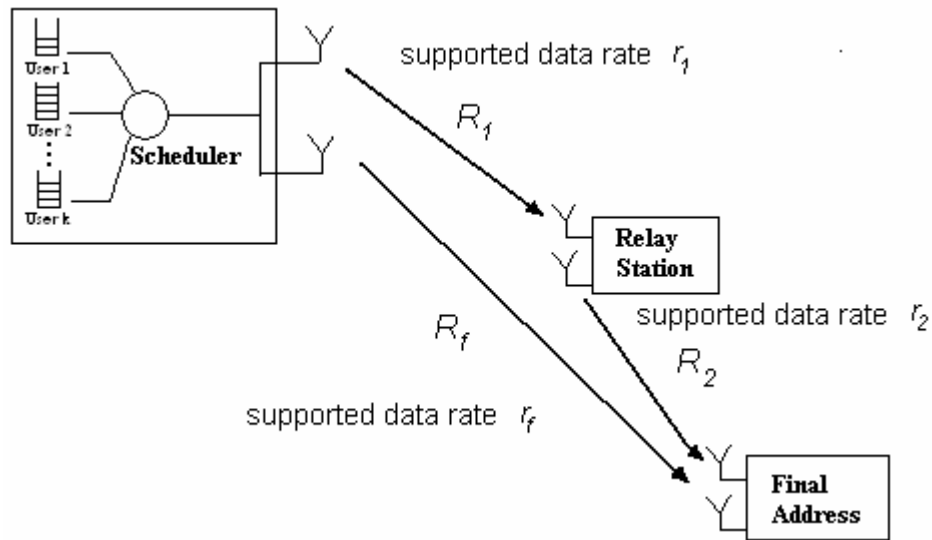 User 1
User 2
Scheduler
User k
supported data rate r1
R1
Relay
Station
supported data rate r2
Rf
R2
supported data rate rf
Final
Address